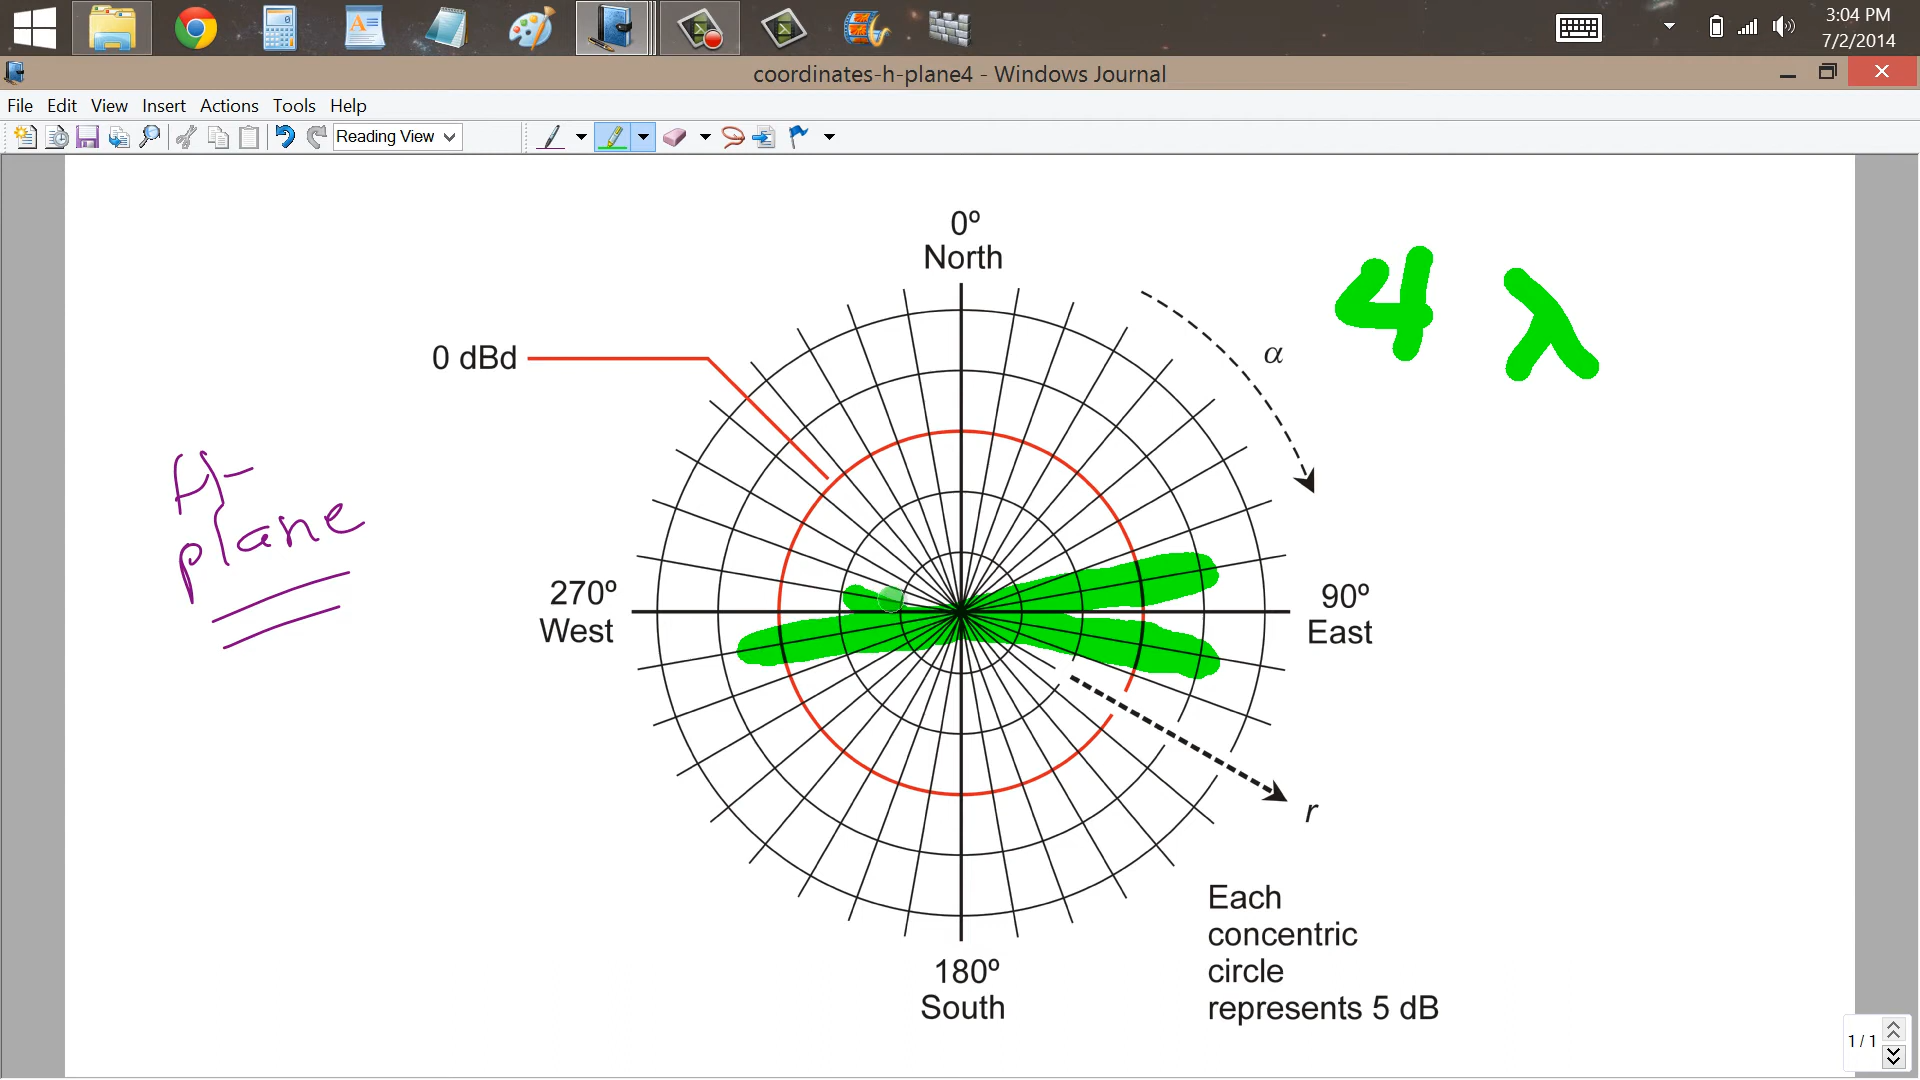 3:04 PM
7/2/2014
coordinates-h-plane4 - Windows Journal
File Edit View Insert Actions Tools Help
Reading View
0º
North
4 λ
0 dBd
α
H-
plane
270º
West
90º
East
r
Each
concentric
circle
represents 5 dB
180º
South
1 / 1